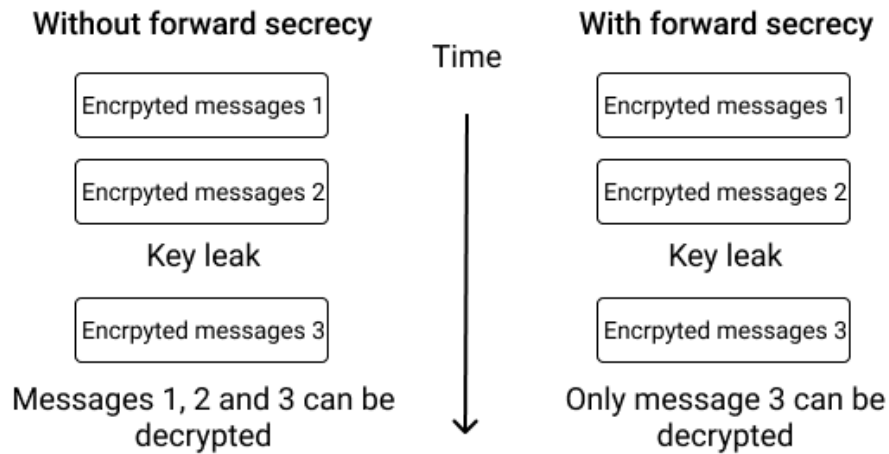 Without forward secrecy
Encrpyted messages 1
Encrpyted messages 2
Key leak
Encrpyted messages 3
Messages 1, 2 and 3 can be
decrypted
Time
With forward secrecy
Encrpyted messages 1
Encrpyted messages 2
Key leak
Encrpyted messages 3
Only message 3 can be
decrypted